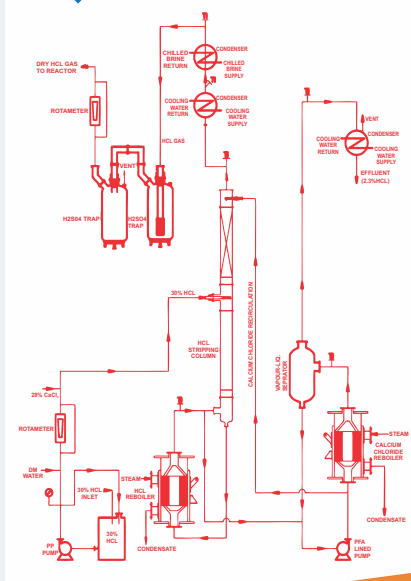 CHILLED
BRINE
RETURN
CONDENSER
CHILLED
BRINE
SUPPLY
DRY HCL GAS
TO REACTOR
COOLING
WATER
RETURN
CONDENSER
COOLING
WATER
SUPPLY
ROTAMETER
HCL GAS
VENT
H2S04 TRAP
H2SO4
TRAP
VENT
CONDENSER
COOLING
WATER
RETURN
COOLING
WATER
SUPPLY
EFFLUENT
(2.3%HCL)
30% HCL
CALCIUM CHLORIDE RECIRCULATION
HCL
STRIPPING
COLUMN
VAPOUR-LIQ.
SEPRATOR
28% CaCl₂
ROTAMETER
DM
WATER
30% HCL
INLET
STEAM
HCL
REBOILER
STEAM
CALCIUM
CHLORIDE
REBOILER
PP
PUMP
30%
HCL
CONDENSATE
CONDENSATE
PFA
LINED
PUMP